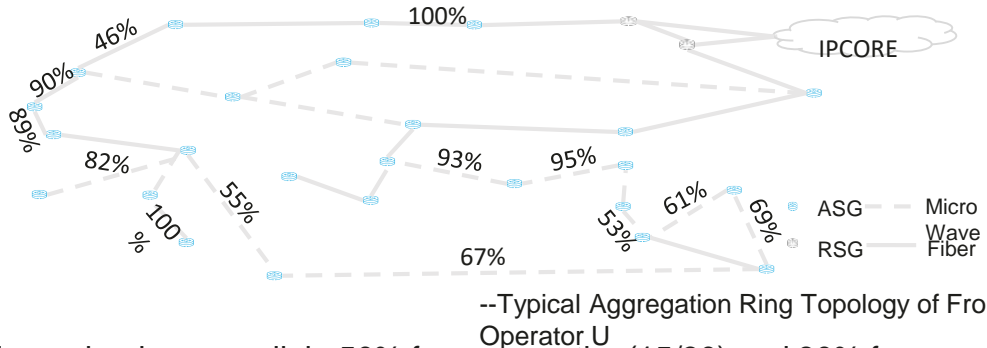 100%
46%
IPCORE
90%
89%
82%
93%
95%
55%
61%
69%
100
%
53%
67%
ASG
Micro
Wave
RSG
Fiber
--Typical Aggregation Ring Topology of Fro
Operator U